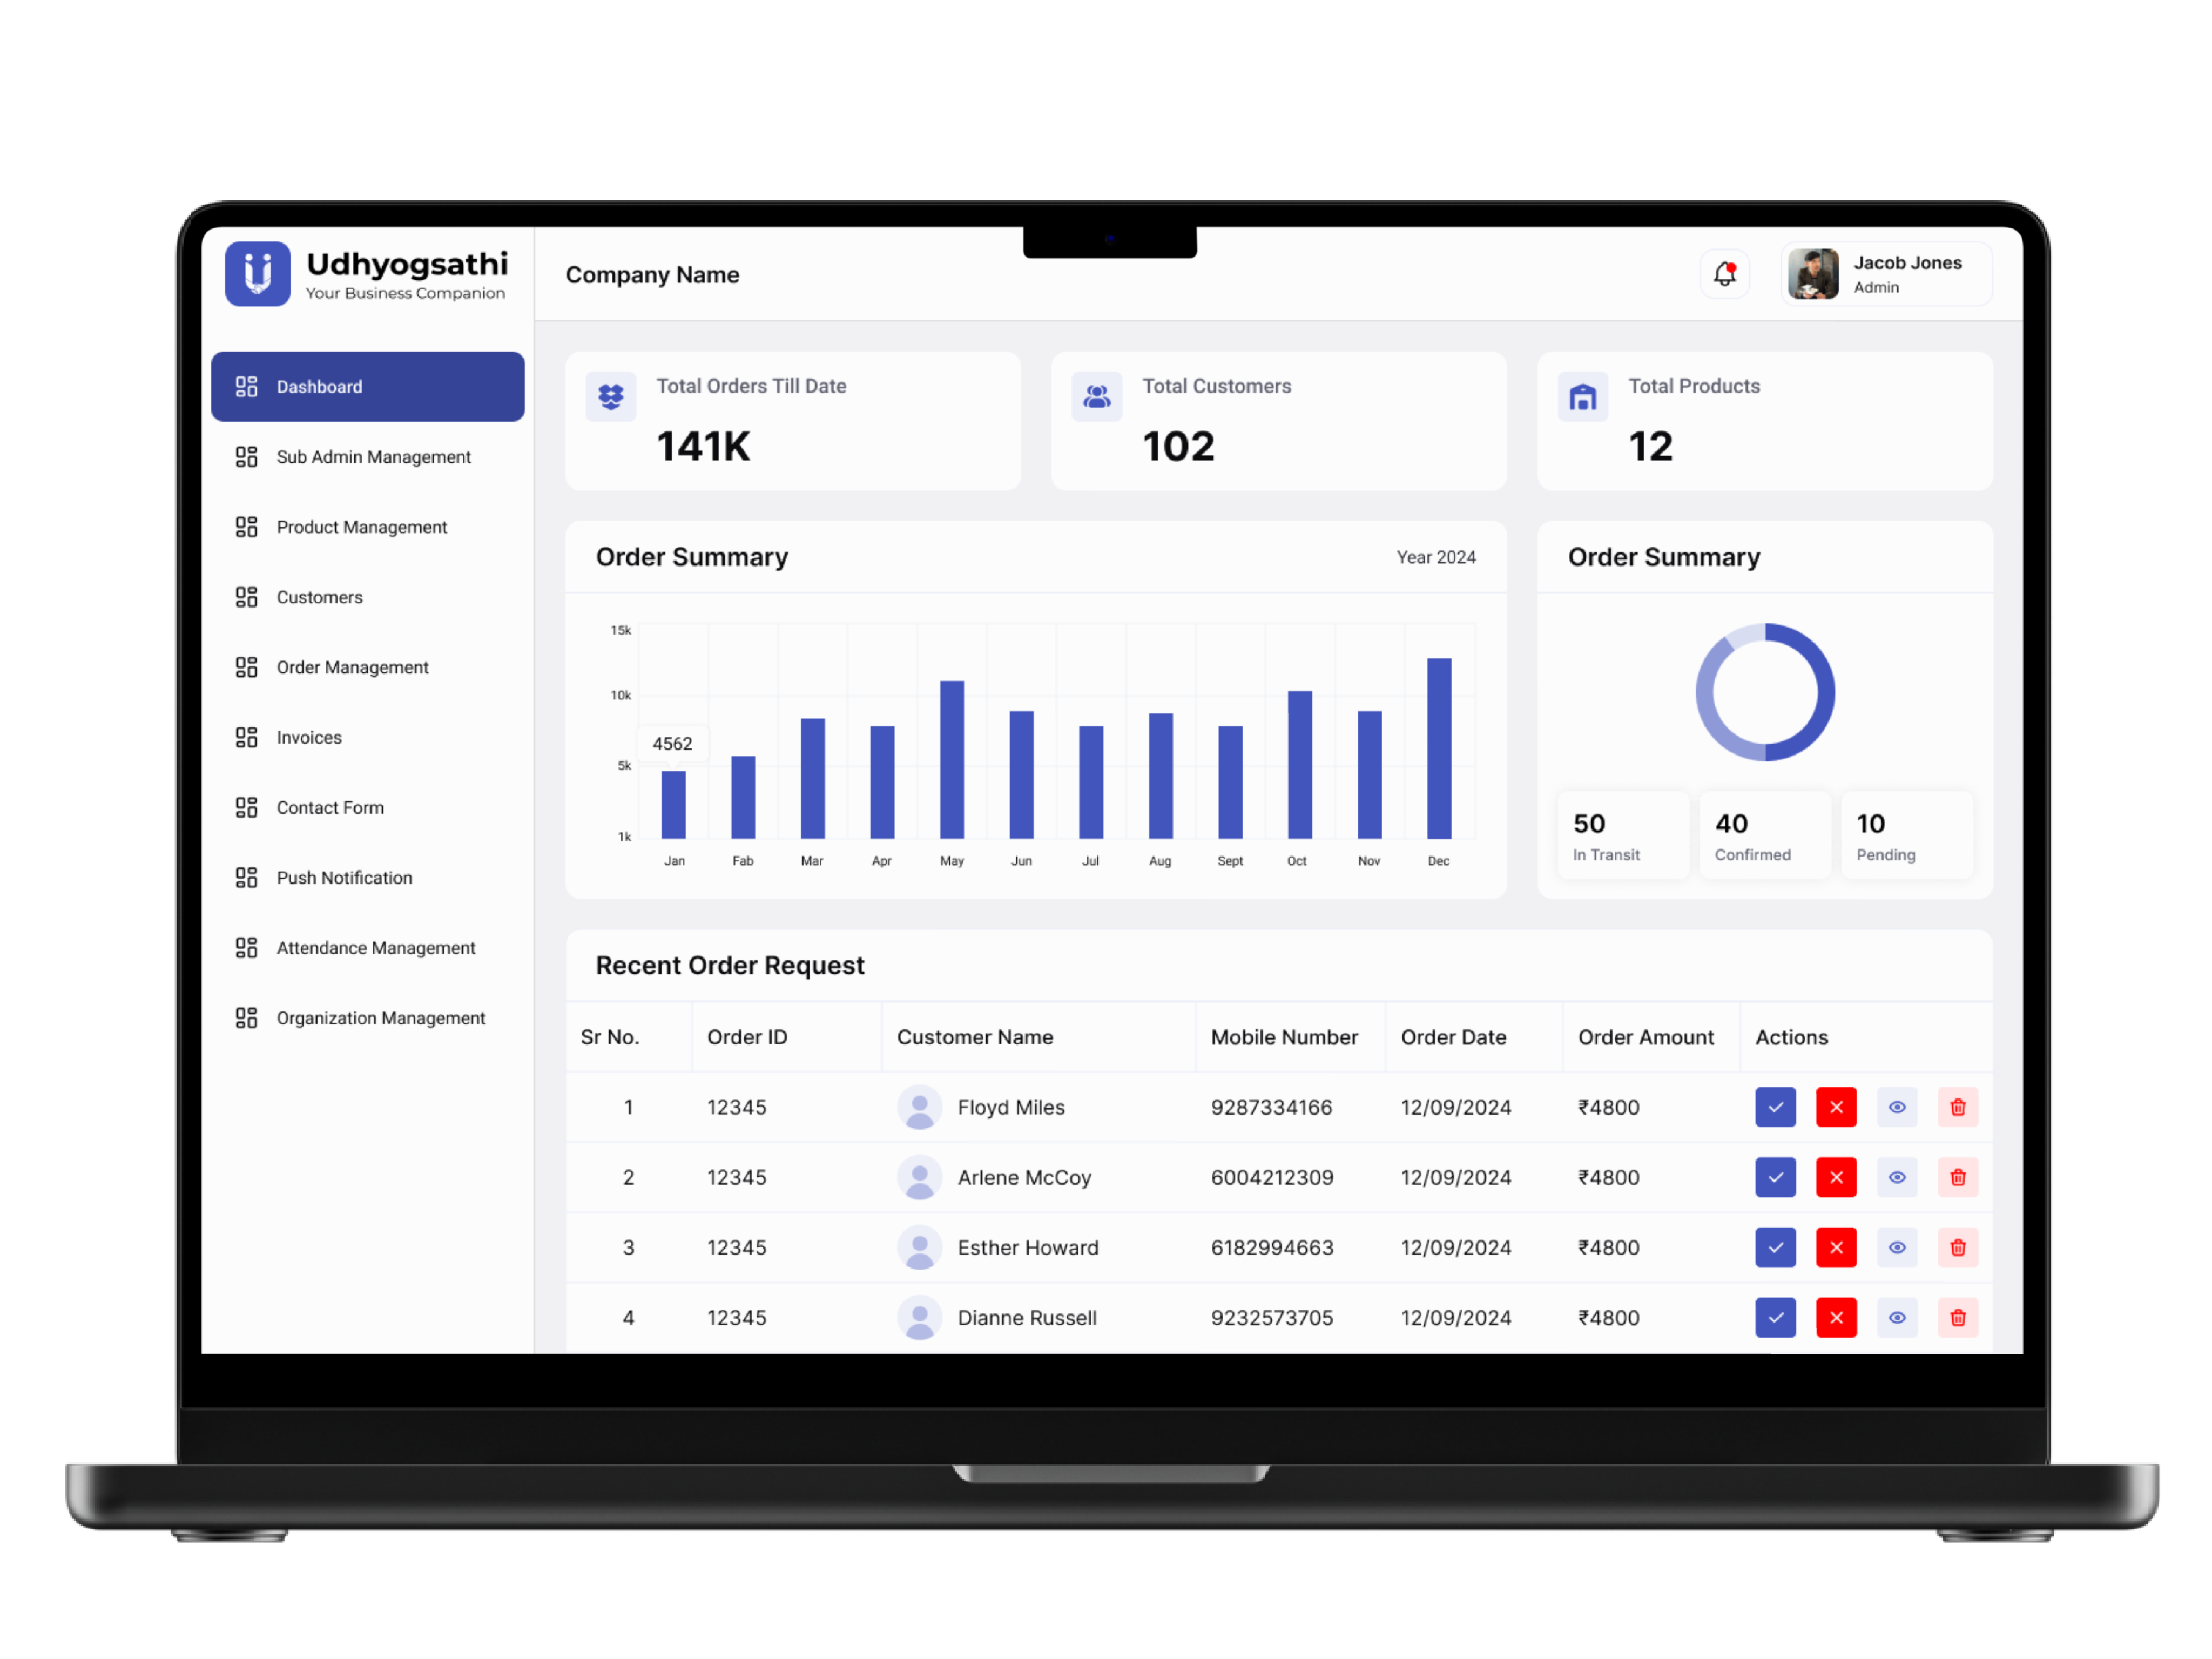 Udhyogsathi
Your Business Companion
Company Name
Jacob Jones
Admin
Dashboard
Sub Admin Management
Product Management
Customers
Order Management
Invoices
Contact Form
Push Notification
Attendance Management
Organization Management
Total Orders Till Date
141K
Total Customers
102
Total Products
12
Order Summary
Year 2024
15k
10k
5k
1k
4562
Jan Fab Mar Apr May Jun Jul Aug Sept Oct Nov Dec
Order Summary
50
In Transit
40
Confirmed
10
Pending
Recent Order Request
Sr No. Order ID Customer Name Mobile Number Order Date Order Amount Actions
1 12345 Floyd Miles 9287334166 12/09/2024 ₹4800
2 12345 Arlene McCoy 6004212309 12/09/2024 ₹4800
3 12345 Esther Howard 6182994663 12/09/2024 ₹4800
4 12345 Dianne Russell 9232573705 12/09/2024 ₹4800